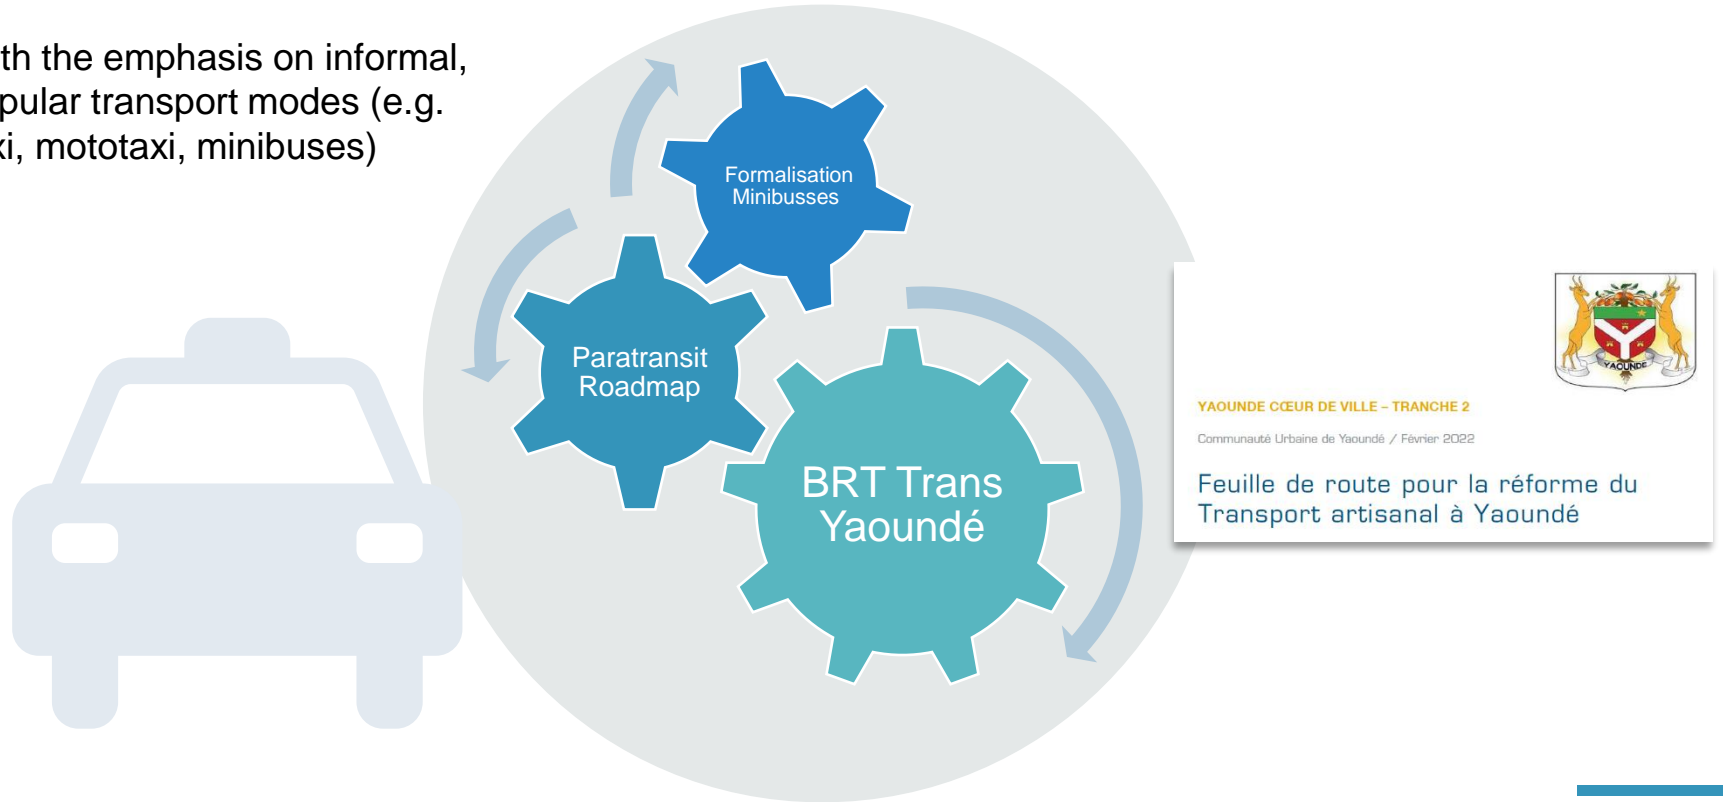 th the emphasis on informal,
pular transport modes (e.g.
xi, mototaxi, minibuses)
Formalisation
Minibusses
Paratransit
Roadmap
BRT Trans
Yaoundé
YAOUNDE
YAOUNDE CŒUR DE VILLE – TRANCHE 2
Communauté Urbaine de Yaoundé / Février 2022
Feuille de route pour la réforme du
Transport artisanal à Yaoundé